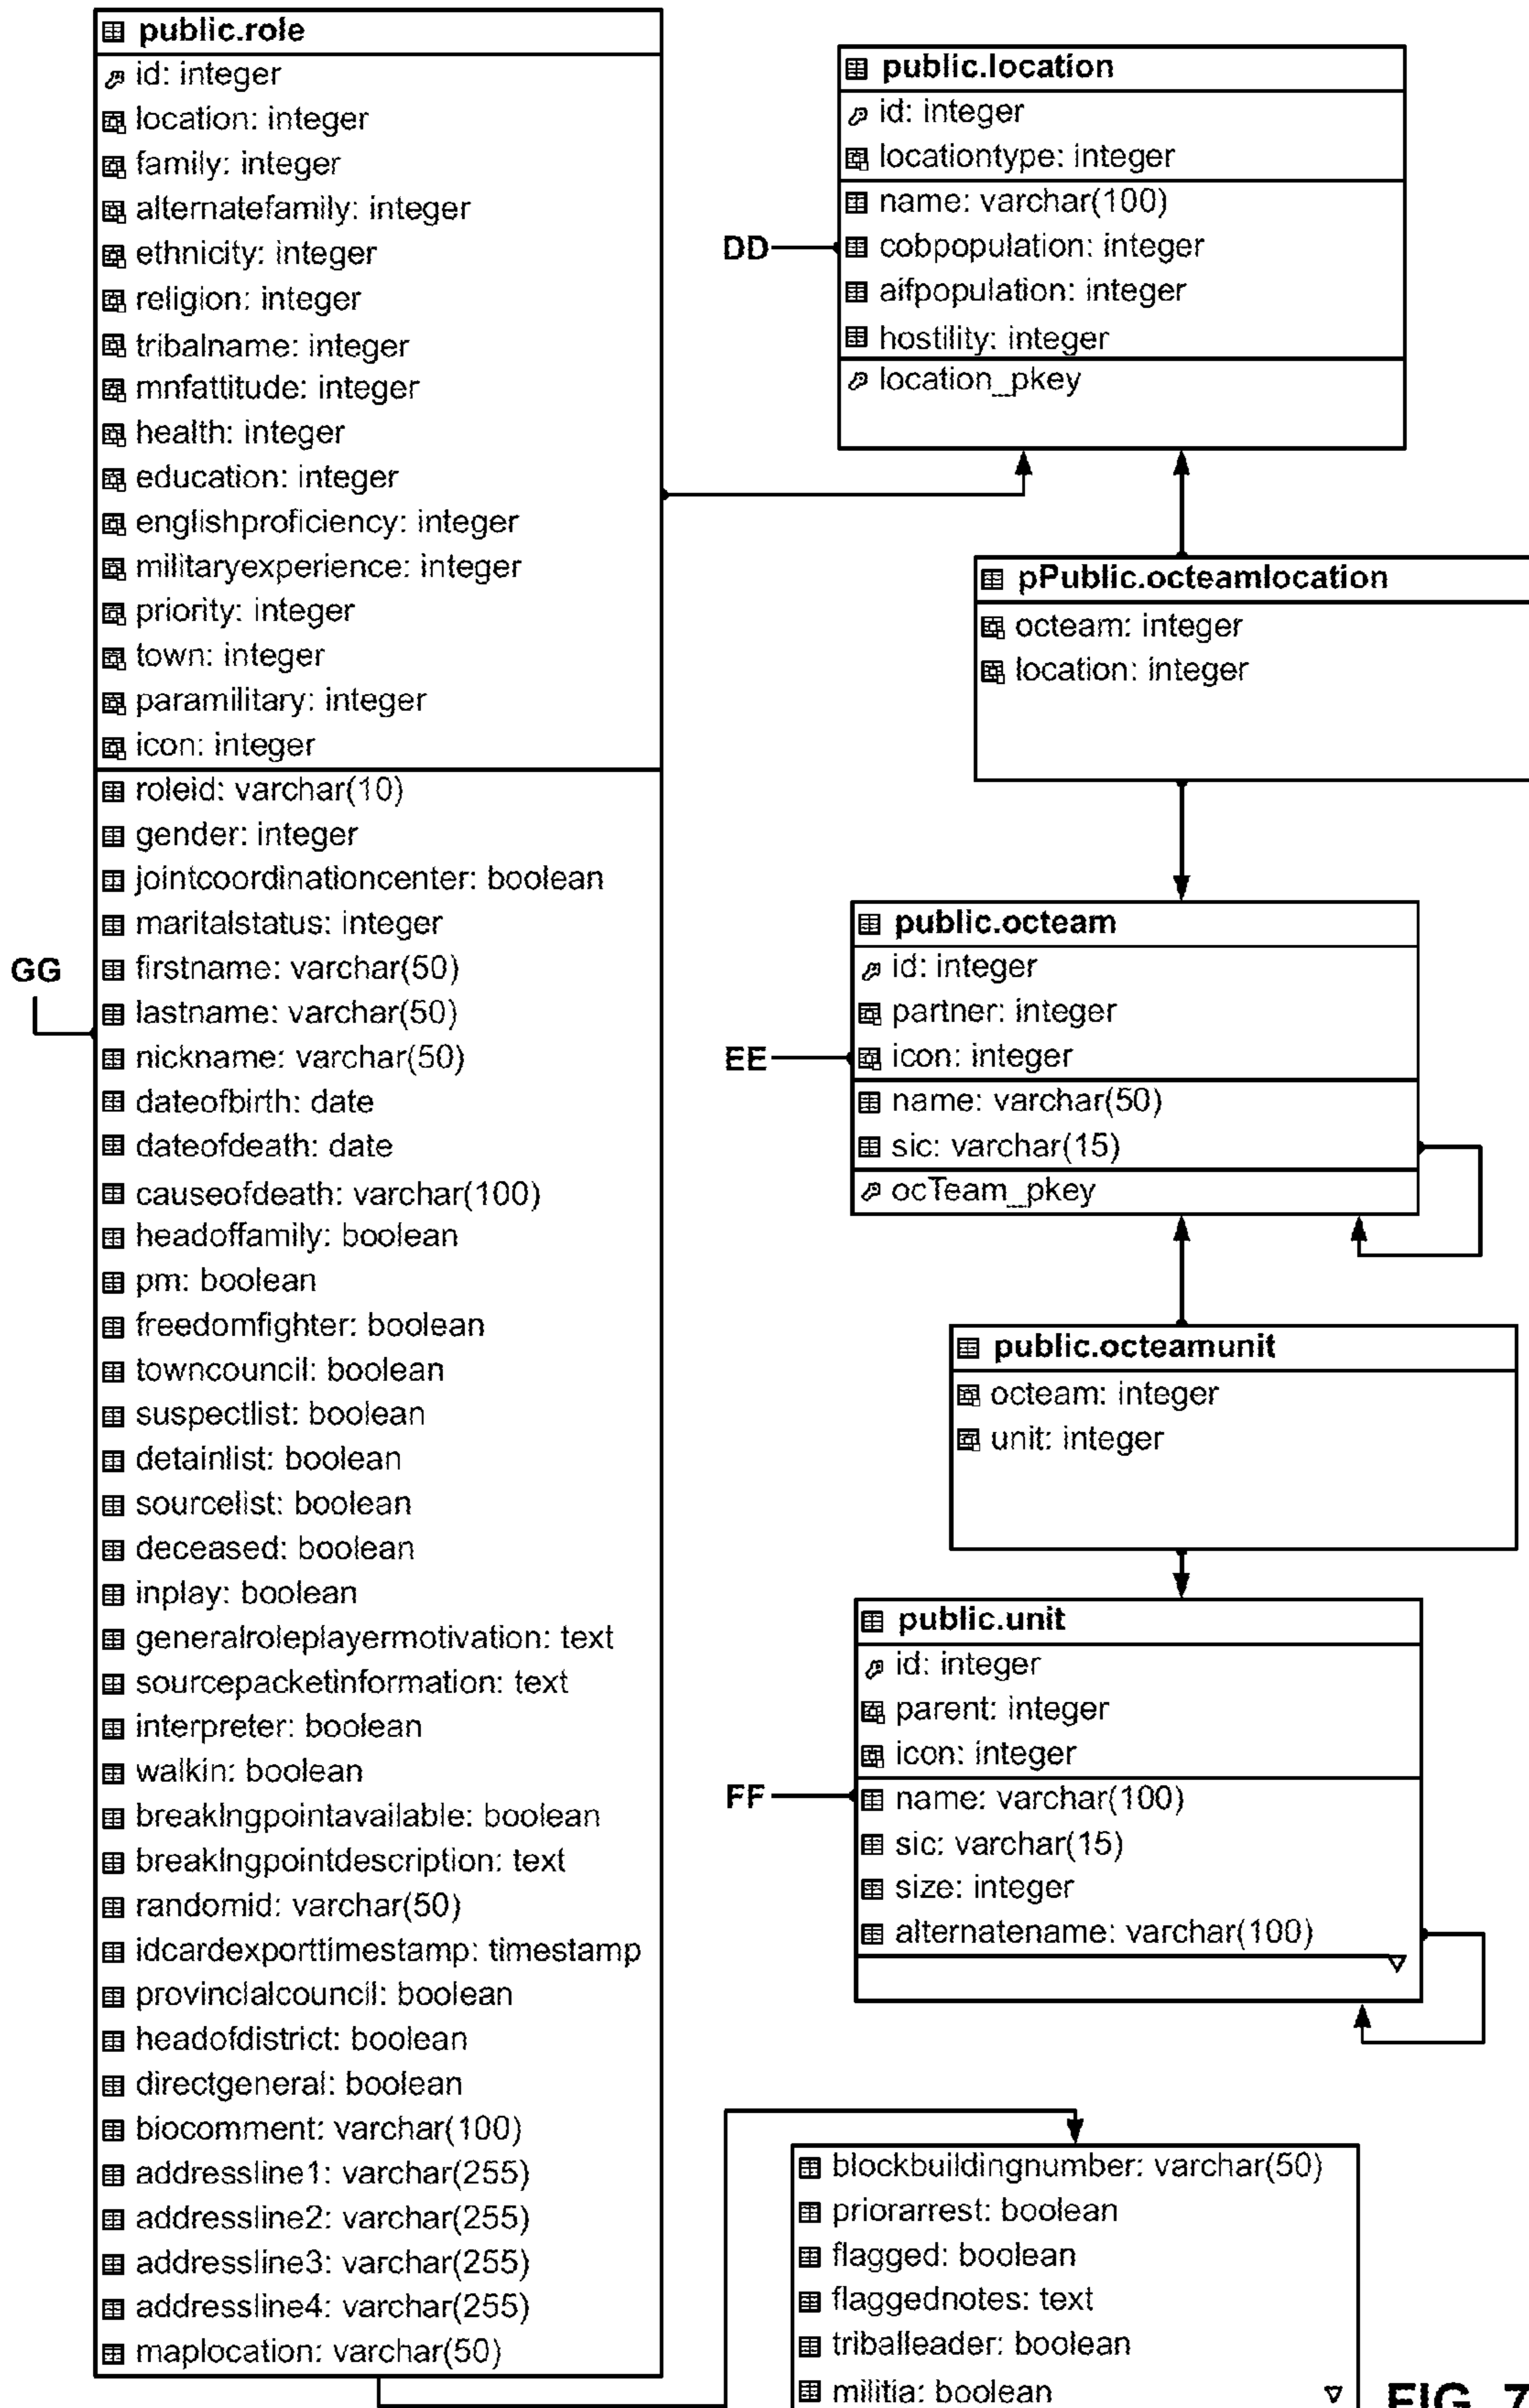 public.role
id: integer
location: integer
family: integer
alternatefamily: integer
ethnicity: integer
religion: integer
tribalname: integer
mnfattitude: integer
health: integer
education: integer
englishproficiency: integer
militaryexperience: integer
priority: integer
town: integer
paramilitary: integer
icon: integer
roleid: varchar(10)
gender: integer
jointcoordinationcenter: boolean
maritalstatus: integer
firstname: varchar(50)
lastname: varchar(50)
nickname: varchar(50)
dateofbirth: date
dateofdeath: date
causeofdeath: varchar(100)
headoffamily: boolean
pm: boolean
freedomfighter: boolean
towncouncil: boolean
suspectlist: boolean
detainlist: boolean
sourcelist: boolean
deceased: boolean
inplay: boolean
generalroleplayermotivation: text
sourcepacketinformation: text
interpreter: boolean
walkin: boolean
breakIngpointavailable: boolean
breakIngpointdescription: text
randomid: varchar(50)
idcardexporttimestamp: timestamp
provincialcouncil: boolean
headofdistrict: boolean
directgeneral: boolean
biocomment: varchar(100)
addressline1: varchar(255)
addressline2: varchar(255)
addressline3: varchar(255)
addressline4: varchar(255)
maplocation: varchar(50)
GG
public.location
id: integer
locationtype: integer
name: varchar(100)
cobpopulation: integer
aifpopulation: integer
hostility: integer
location_pkey
DD
pPublic.octeamlocation
octeam: integer
location: integer
public.octeam
id: integer
partner: integer
icon: integer
name: varchar(50)
sic: varchar(15)
ocTeam_pkey
EE
public.octeamunit
octeam: integer
unit: integer
public.unit
id: integer
parent: integer
icon: integer
name: varchar(100)
sic: varchar(15)
size: integer
alternatename: varchar(100)
FF
blockbuildingnumber: varchar(50)
priorarrest: boolean
flagged: boolean
flaggednotes: text
triballeader: boolean
militia: boolean
FIG. 7